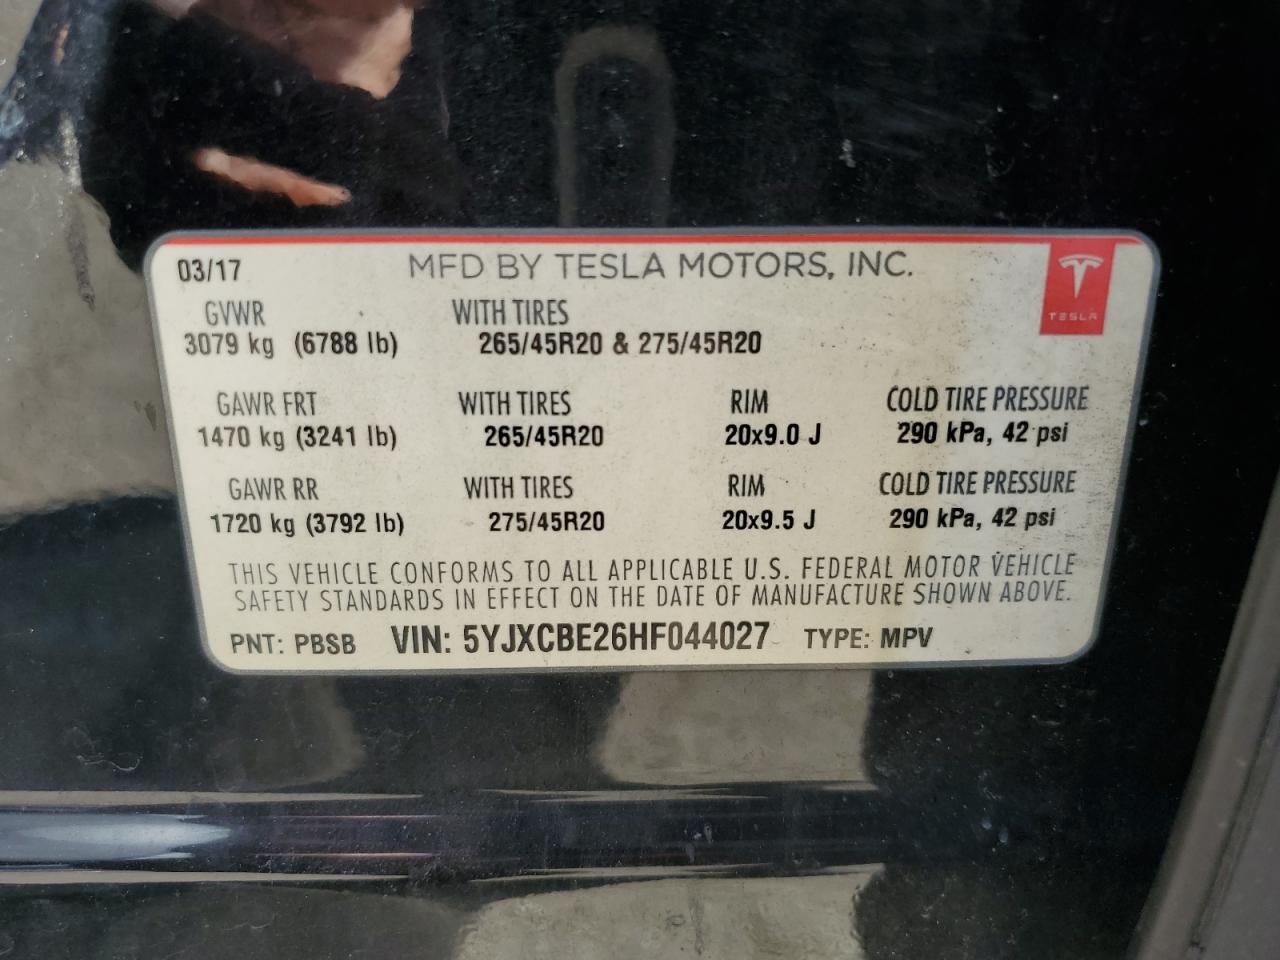 03/17 MFD BY TESLA MOTORS, INC.
TESLA
GVWR WITH TIRES
3079 kg (6788 lb) 265/45R20 & 275/45R20
GAWR FRT WITH TIRES RIM COLD TIRE PRESSURE
1470 kg (3241 lb) 265/45R20 20x9.0 J 290 kPa, 42 psi
GAWR RR WITH TIRES RIM COLD TIRE PRESSURE
1720 kg (3792 lb) 275/45R20 20x9.5 J 290 kPa, 42 psi
THIS VEHICLE CONFORMS TO ALL APPLICABLE U.S. FEDERAL MOTOR VEHICLE
SAFETY STANDARDS IN EFFECT ON THE DATE OF MANUFACTURE SHOWN ABOVE.
PNT: PBSB VIN: 5YJXCBE26HF044027 TYPE: MPV